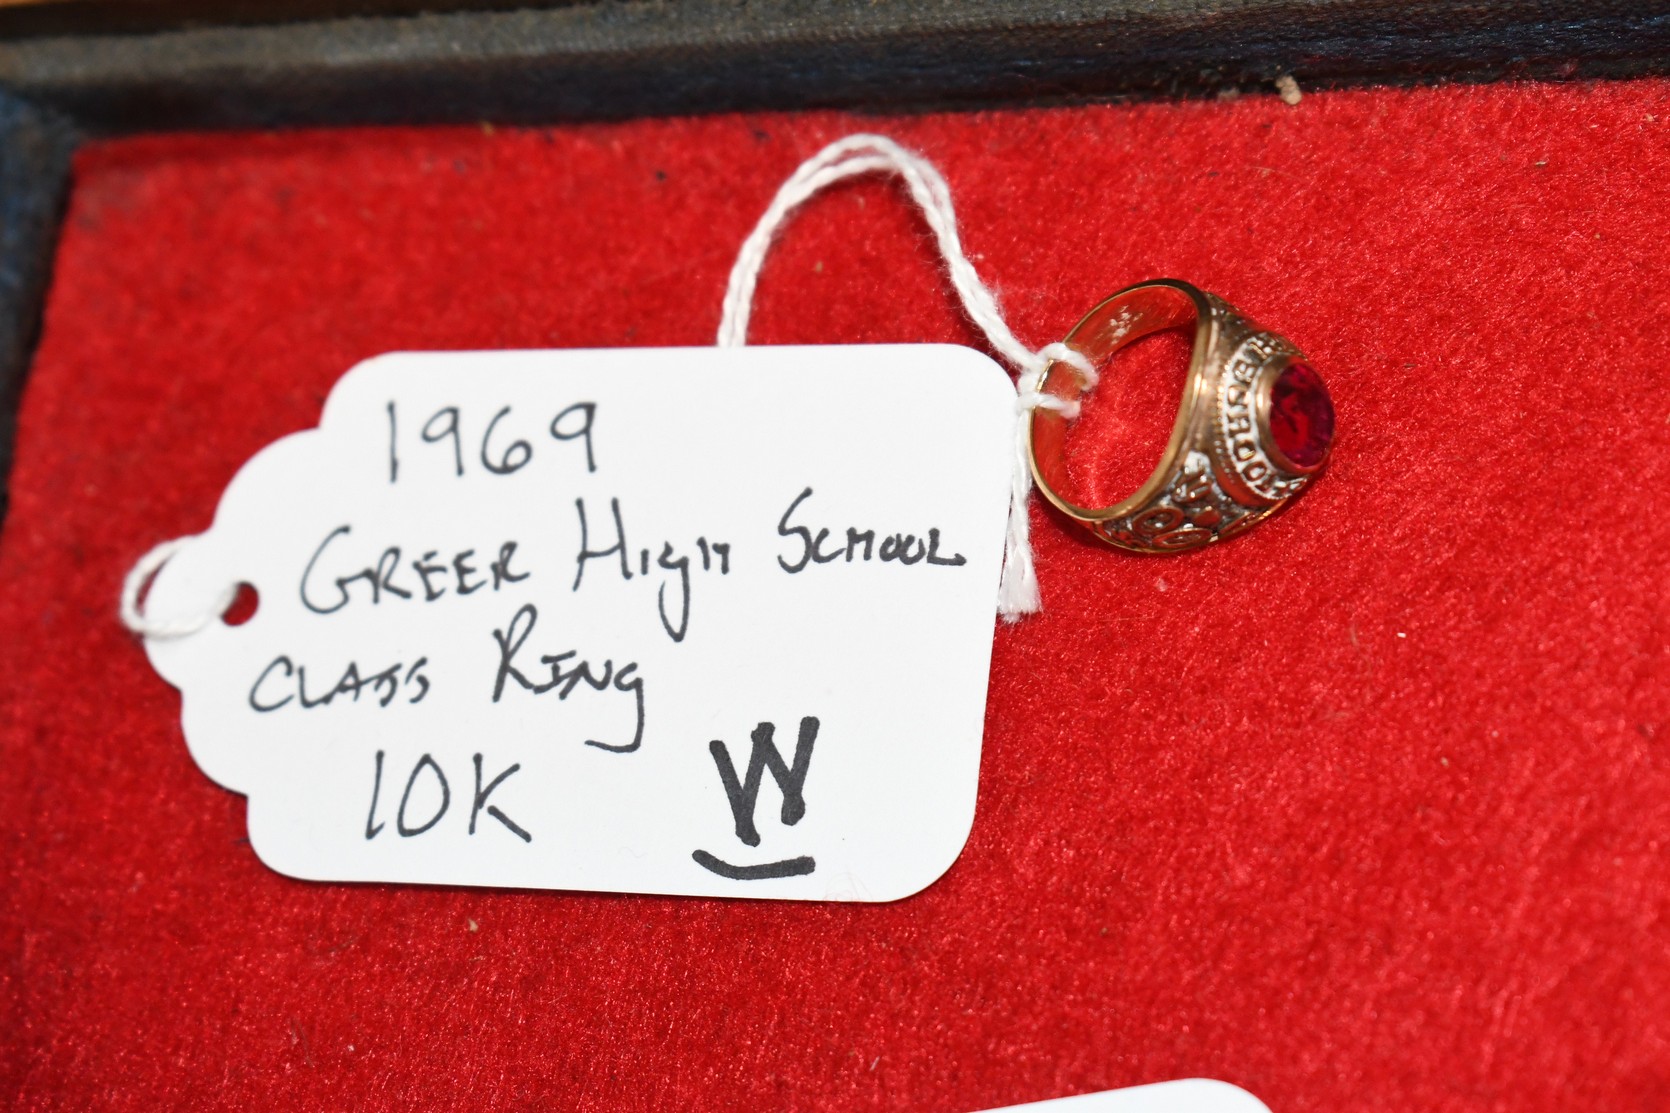 1969
GREER HIgH SCHOOL
CLASS RING
10K
W